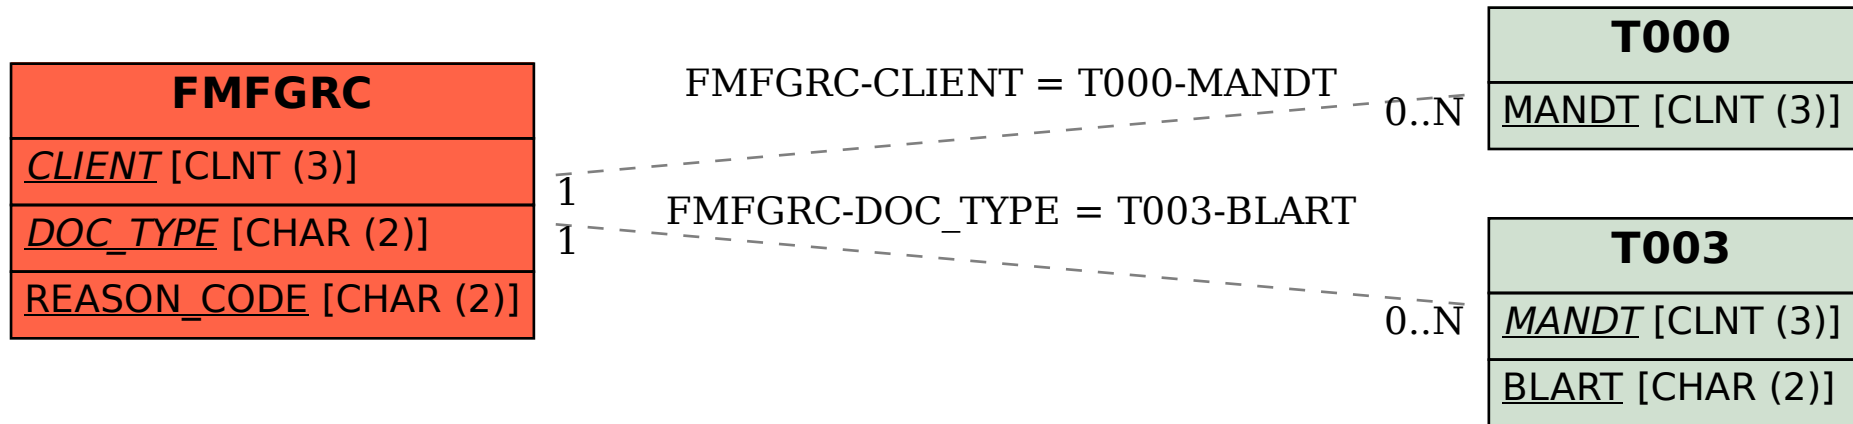 FMFGRC
CLIENT [CLNT (3)]
DOC_TYPE [CHAR (2)]
REASON_CODE [CHAR (2)]
FMFGRC-CLIENT = T000-MANDT
1
0..N
FMFGRC-DOC_TYPE = T003-BLART
1
0..N
T000
MANDT [CLNT (3)]
T003
MANDT [CLNT (3)]
BLART [CHAR (2)]